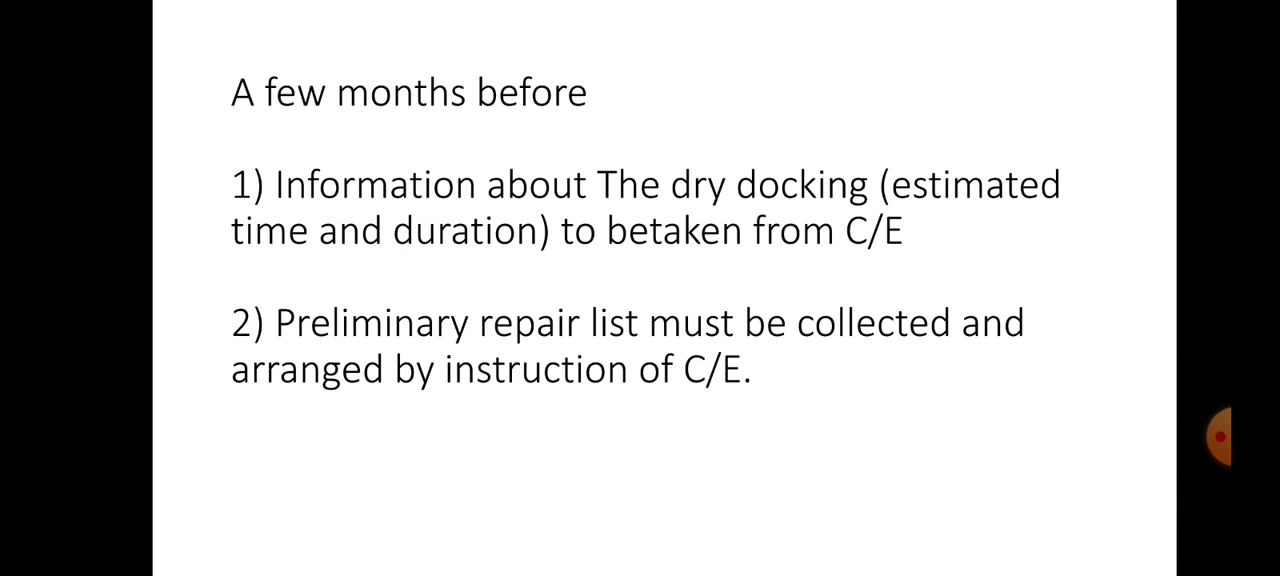 A few months before
1) Information about The dry docking (estimated
time and duration) to betaken from C/E
2) Preliminary repair list must be collected and
arranged by instruction of C/E.